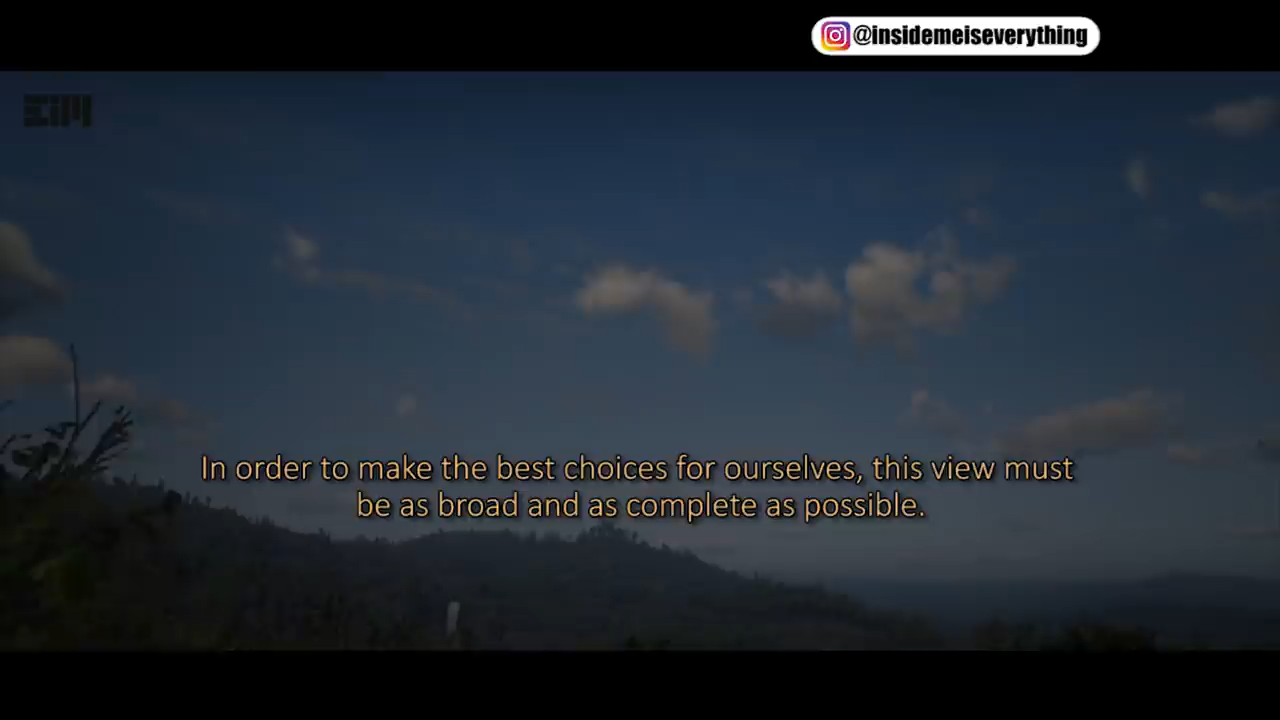 @insidemeiseverything
In order to make the best choices for ourselves, this view must
be as broad and as complete as possible.